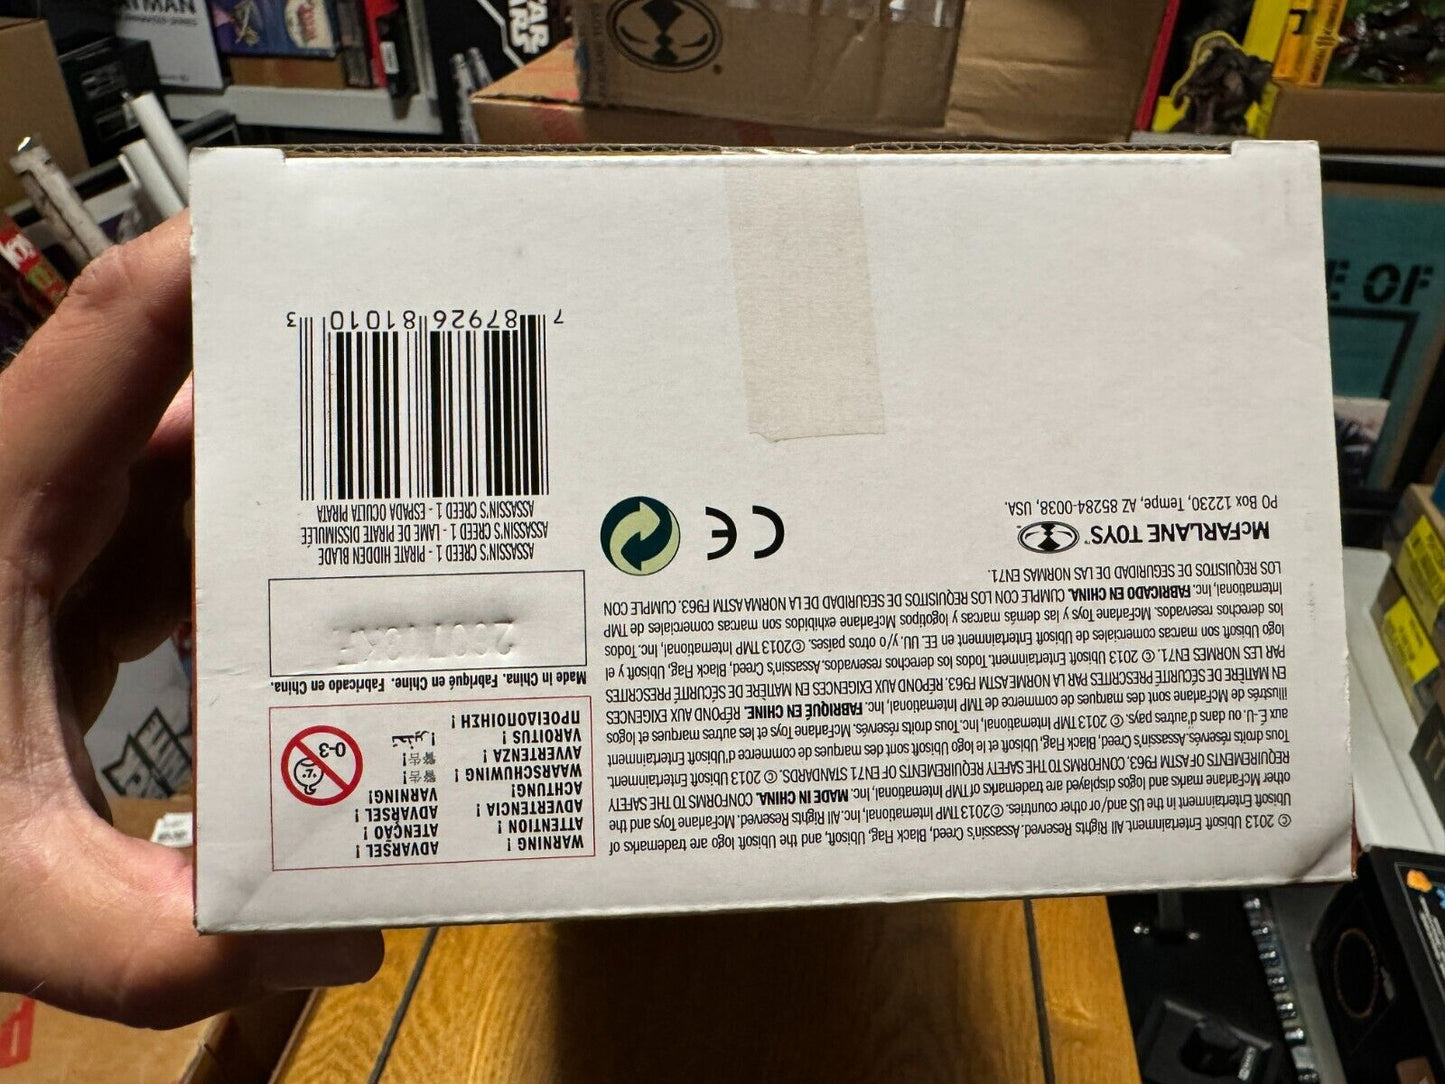 © 2013 Ubisoft Entertainment. All Rights Reserved. Assassin's Creed, Black Flag, Ubisoft, and the Ubisoft logo are trademarks of
Ubisoft Entertainment in the US and/or other countries. ©2013 TMP International, Inc. All Rights Reserved. McFarlane Toys and the
other McFarlane marks and logos displayed are trademarks of TMP International, Inc. MADE IN CHINA. CONFORMS TO THE SAFETY
REQUIREMENTS OF ASTM F963. CONFORMS TO THE SAFETY REQUIREMENTS OF EN71 STANDARDS. © 2013 Ubisoft Entertainment.
Tous droits réservés. Assassin's Creed, Black Flag, Ubisoft et le logo Ubisoft sont des marques de commerce d'Ubisoft Entertainment
aux É-U. ou dans d'autres pays. © 2013 TMP International, Inc. Tous droits réservés. McFarlane Toys et les autres marques et logos
illustrés de McFarlane sont des marques de commerce de TMP International, Inc. FABRIQUÉ EN CHINE. RÉPOND AUX EXIGENCES
EN MATIÈRE DE SÉCURITÉ PRESCRITES PAR LA NORME ASTM F963. RÉPOND AUX EXIGENCES EN MATIÈRE DE SÉCURITÉ PRESCRITES
PAR LES NORMES EN71. © 2013 Ubisoft Entertainment. Todos los derechos reservados. Assassin's Creed, Black Flag, Ubisoft y el
logo Ubisoft son marcas comerciales de Ubisoft Entertainment en EE. UU. y/o otros países. ©2013 TMP International, Inc. Todos
los derechos reservados. McFarlane Toys y las demás marcas y logotipos McFarlane exhibidos son marcas comerciales de TMP
International, Inc. FABRICADO EN CHINA. CUMPLE CON LOS REQUISITOS DE SEGURIDAD DE LA NORMA ASTM F963. CUMPLE CON
LOS REQUISITOS DE SEGURIDAD DE LAS NORMAS EN71.
McFARLANE TOYS™
PO Box 12230, Tempe, AZ 85284-0038, USA.
CE
WARNING !
ATTENTION !
ADVERTENCIA !
ACHTUNG!
WAARSCHUWING !
AVVERTENZA !
VAROITUS !
ΠΡΟΕΙΔΟΠΟΙΗΣΗ !
ADVARSEL !
ATENÇÃO !
ADVARSEL !
VARNING!
警告!
警告!
تحذير!
0-3
Made in China. Fabriqué en Chine. Fabricado en China.
ASSASSIN'S CREED 1 - PIRATE HIDDEN BLADE
ASSASSIN'S CREED 1 - LAME DE PIRATE DISSIMULÉE
ASSASSIN'S CREED 1 - ESPADA OCULTA PIRATA
7 87926 81010 3
STAR
WARS
E OF